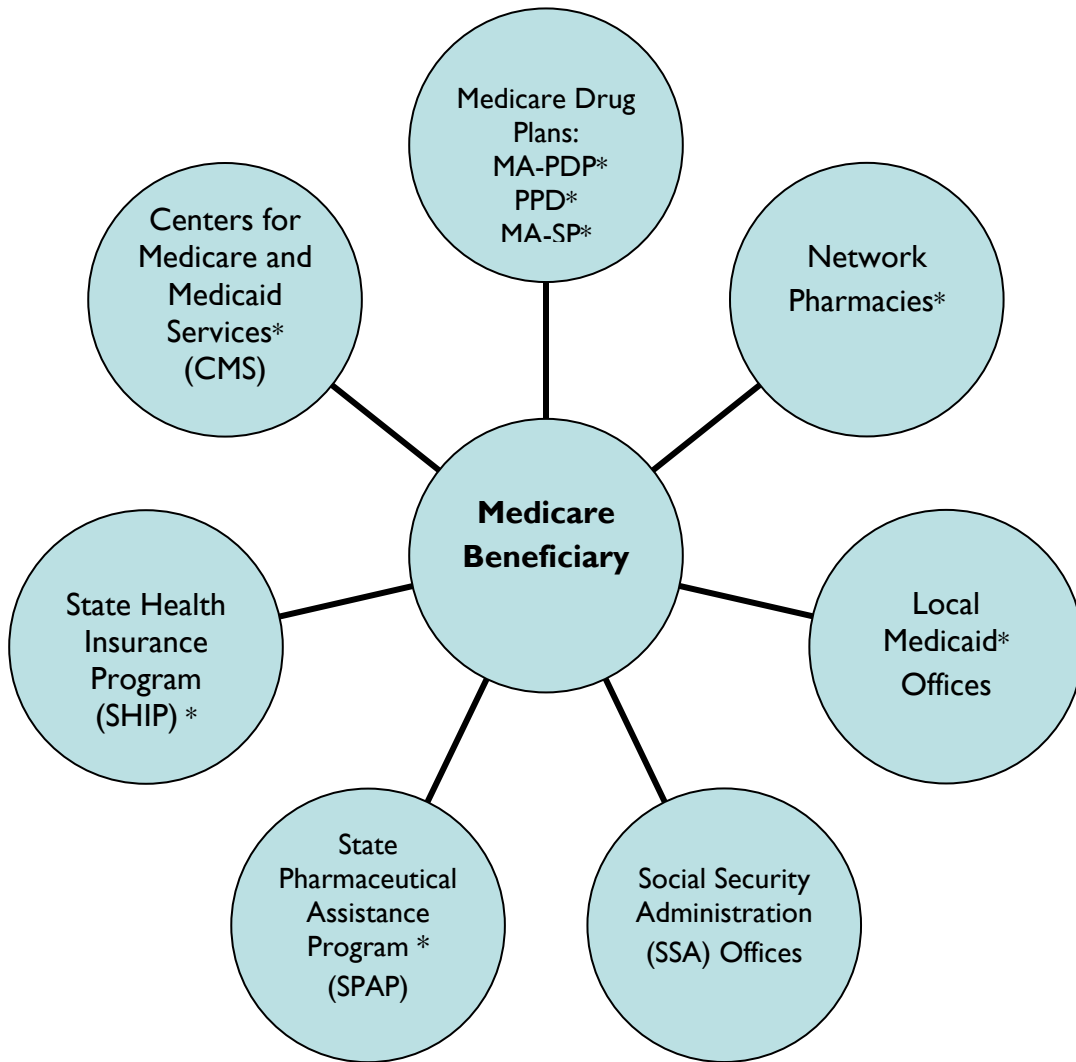 Medicare Drug
Plans:
MA-PDP*
PPD*
MA-SP*
Centers for
Medicare and
Medicaid
Services*
(CMS)
Network
Pharmacies*
Medicare
Beneficiary
State Health
Insurance
Program
(SHIP) *
Local
Medicaid*
Offices
State
Pharmaceutical
Assistance
Program *
(SPAP)
Social Security
Administration
(SSA) Offices